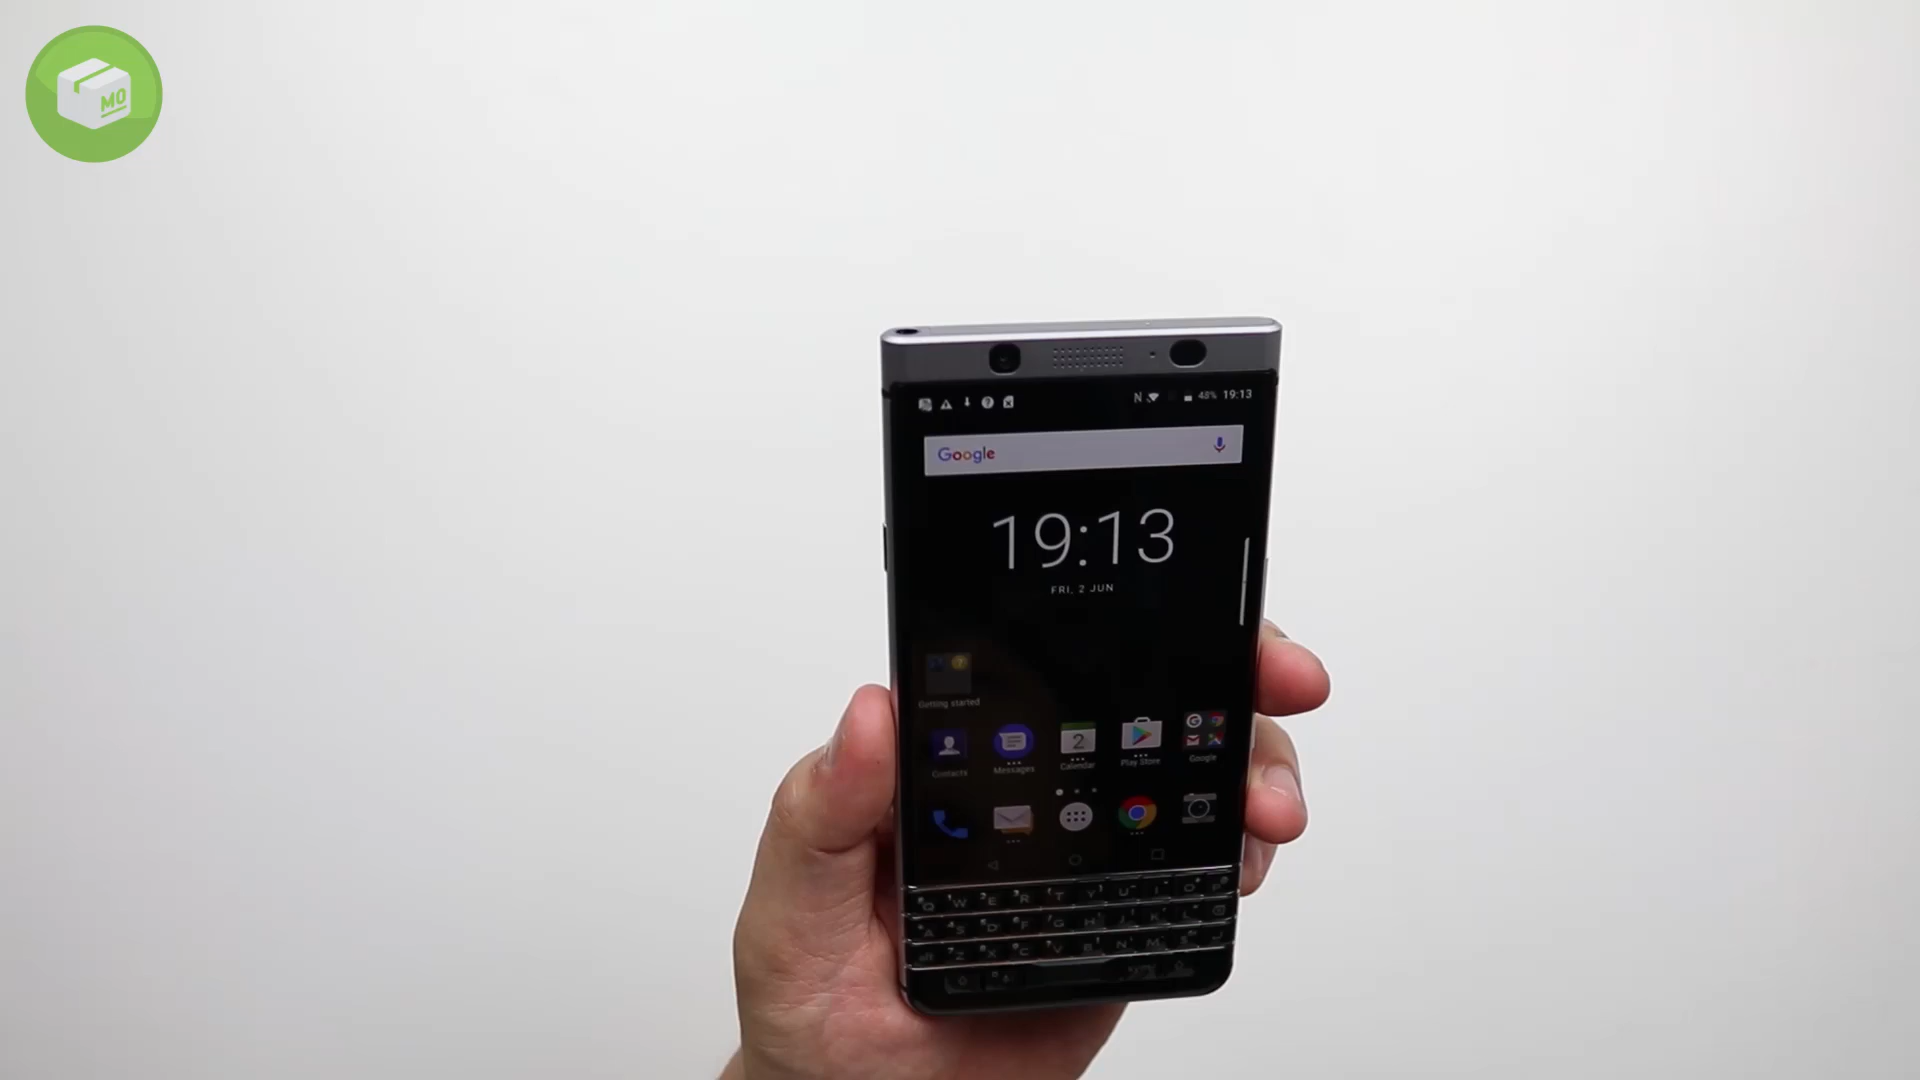 MO
N 48% 19:13
Google
19:13
FRI, 2 JUN
Getting started
2
Contacts
Messages
Calendar
Play Store
Google
Q W E R T Y U I O P
A S D F G H J K L
alt Z X C V B N M $